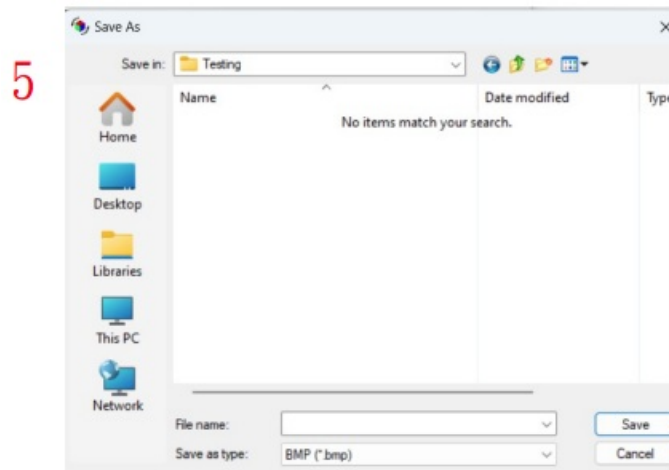 Save As
5
Save in: Testing
Name Date modified Type
No items match your search.
Home
Desktop
Libraries
This PC
Network
File name: Save
Save as type: BMP (*.bmp) Cancel